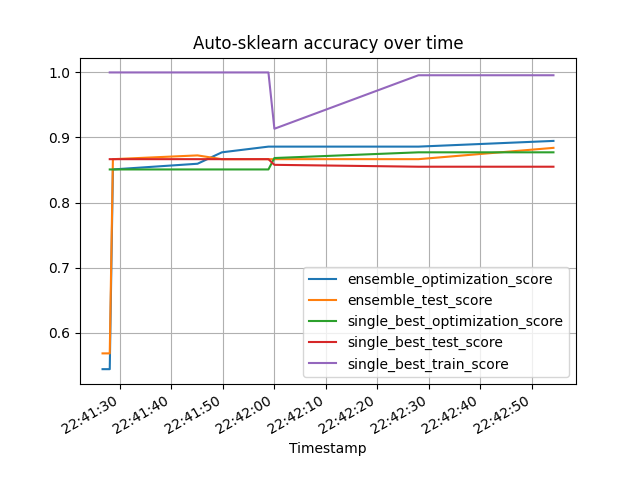 Auto-sklearn accuracy over time
1.0
0.9
0.8
0.7
0.6
ensemble_optimization_score
ensemble_test_score
single_best_optimization_score
single_best_test_score
single_best_train_score
22:41:30
22:41:40
22:41:50
22:42:00
22:42:10
22:42:20
22:42:30
22:42:40
22:42:50
Timestamp